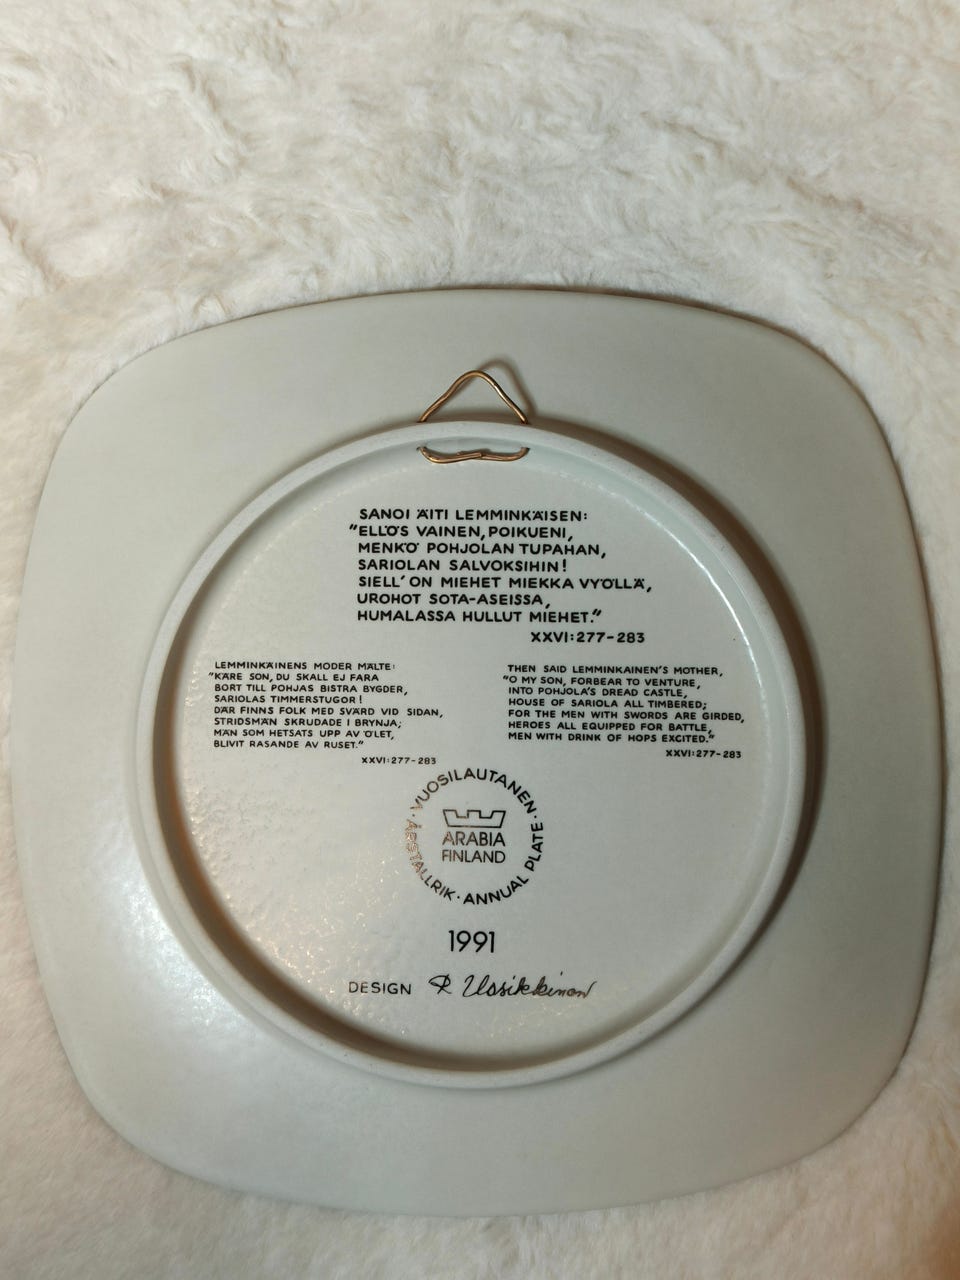 SANOI ÄITI LEMMINKÄISEN:
"ELLÖS VAINEN, POIKUENI,
MENKÖ POHJOLAN TUPAHAN,
SARIOLAN SALVOKSIHIN!
SIELL' ON MIEHET MIEKKA VYÖLLÄ,
UROHOT SOTA-ASEISSA,
HUMALASSA HULLUT MIEHET."
XXVI:277-283
LEMMINKÄINENS MODER MÄLTE:
"KÄRE SON, DU SKALL EJ FARA
BORT TILL POHJAS BISTRA BYGDER,
SARIOLAS TIMMERSTUGOR!
DÄR FINNS FOLK MED SVÄRD VID SIDAN,
STRIDSMÄN SKRUDADE I BRYNJA;
MÄN SOM HETSATS UPP AV ÖLET,
BLIVIT RASANDE AV RUSET."
XXVI:277-283
THEN SAID LEMMINKAINEN'S MOTHER,
"O MY SON, FORBEAR TO VENTURE,
INTO POHJOLA'S DREAD CASTLE,
HOUSE OF SARIOLA ALL TIMBERED;
FOR THE MEN WITH SWORDS ARE GIRDED,
HEROES ALL EQUIPPED FOR BATTLE,
MEN WITH DRINK OF HOPS EXCITED."
XXVI:277-283
· VUOSILAUTANEN · ANNUAL PLATE · ÅRSTALLRIK
ARABIA
FINLAND
1991
DESIGN R Uosikkinen